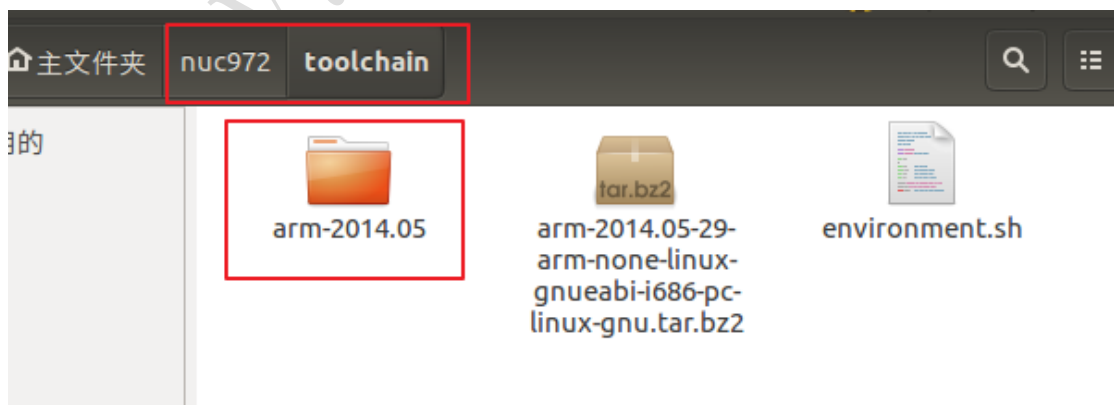 主文件夹 nuc972 toolchain
的
tar.bz2
arm-2014.05
arm-2014.05-29-
arm-none-linux-
gnueabi-i686-pc-
linux-gnu.tar.bz2
environment.sh